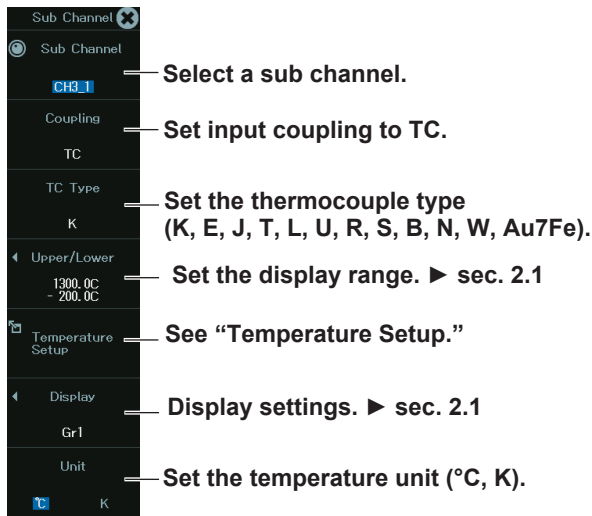 Sub Channel
Sub Channel
CH3_1
Select a sub channel.
Coupling
TC
Set input coupling to TC.
TC Type
K
Set the thermocouple type
(K, E, J, T, L, U, R, S, B, N, W, Au7Fe).
Upper/Lower
1300.0C
- 200.0C
Set the display range. ► sec. 2.1
Temperature
Setup
See “Temperature Setup.”
Display
Gr1
Display settings. ► sec. 2.1
Unit
°C K
Set the temperature unit (°C, K).